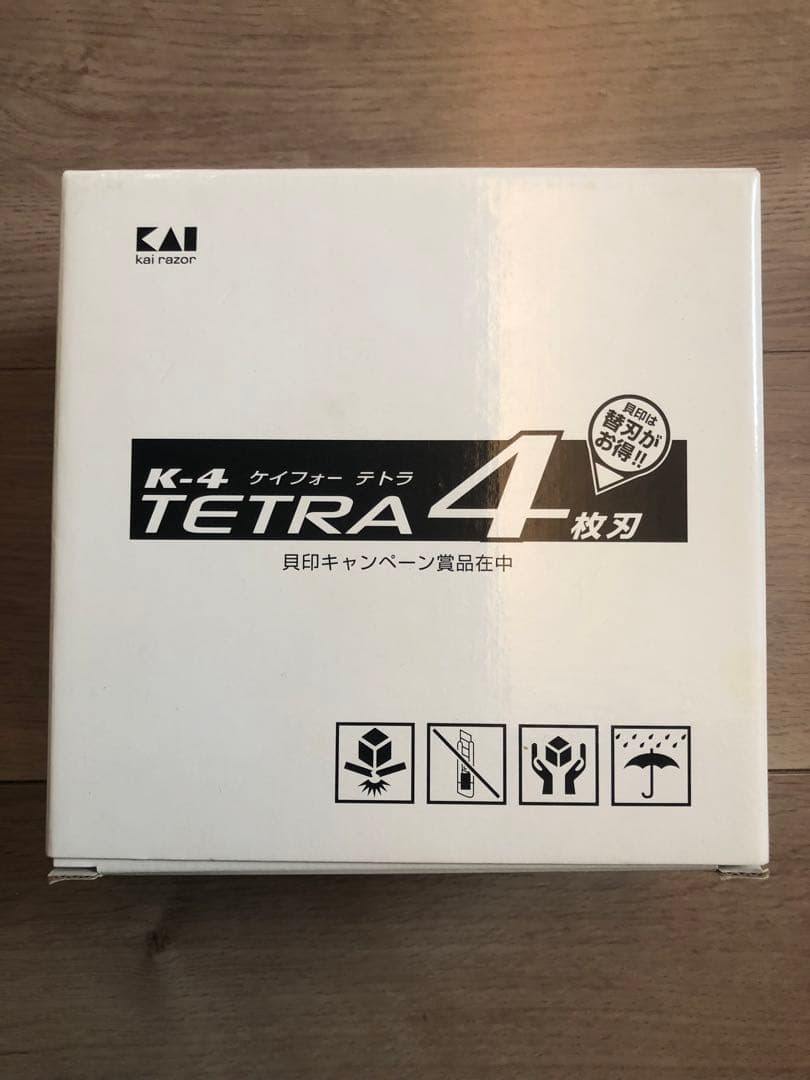 KAI
kai razor
貝印は
替刃が
お得!!
K-4 ケイフォー テトラ
TETRA 4 枚刃
貝印キャンペーン賞品在中